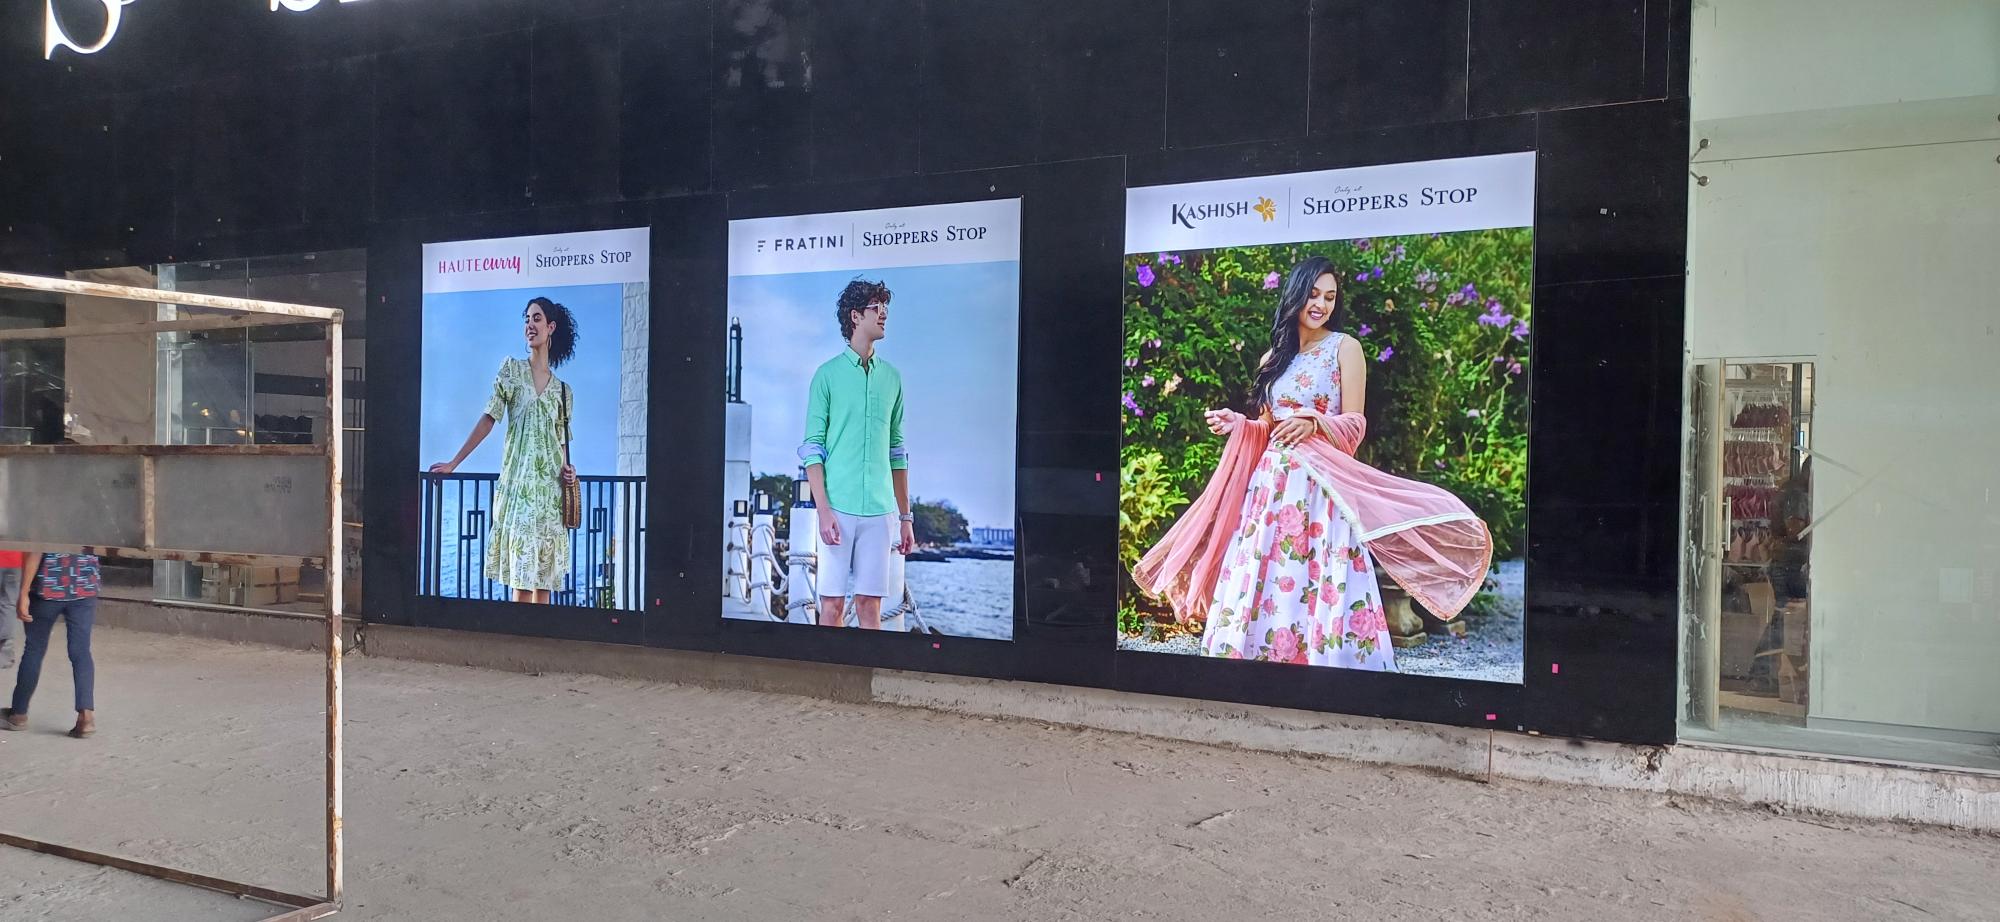 HAUTECURRY
Only at
SHOPPERS STOP
FRATINI
Only at
SHOPPERS STOP
KASHISH
Only at
SHOPPERS STOP